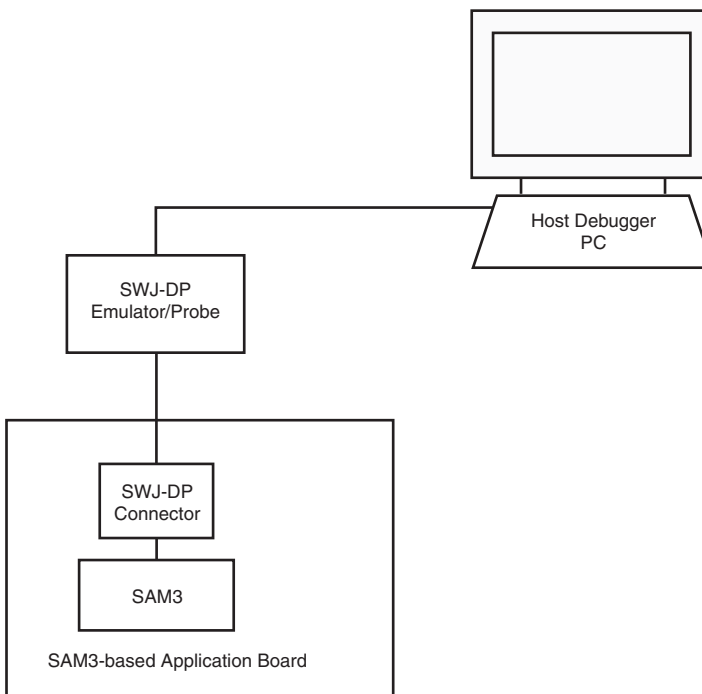 Host Debugger
PC
SWJ-DP
Emulator/Probe
SWJ-DP
Connector
SAM3
SAM3-based Application Board